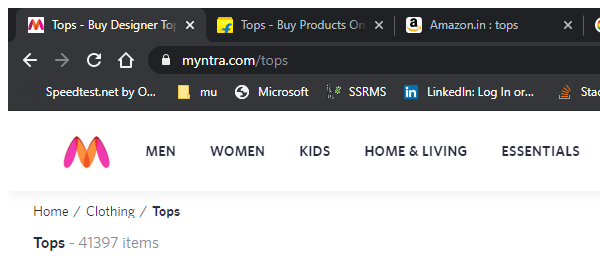 Tops - Buy Designer Top Tops - Buy Products On Amazon.in : tops
myntra.com/tops
Speedtest.net by O... mu Microsoft SSRMS LinkedIn: Log In or... Stac
MEN WOMEN KIDS HOME & LIVING ESSENTIALS
Home / Clothing / Tops
Tops - 41397 items